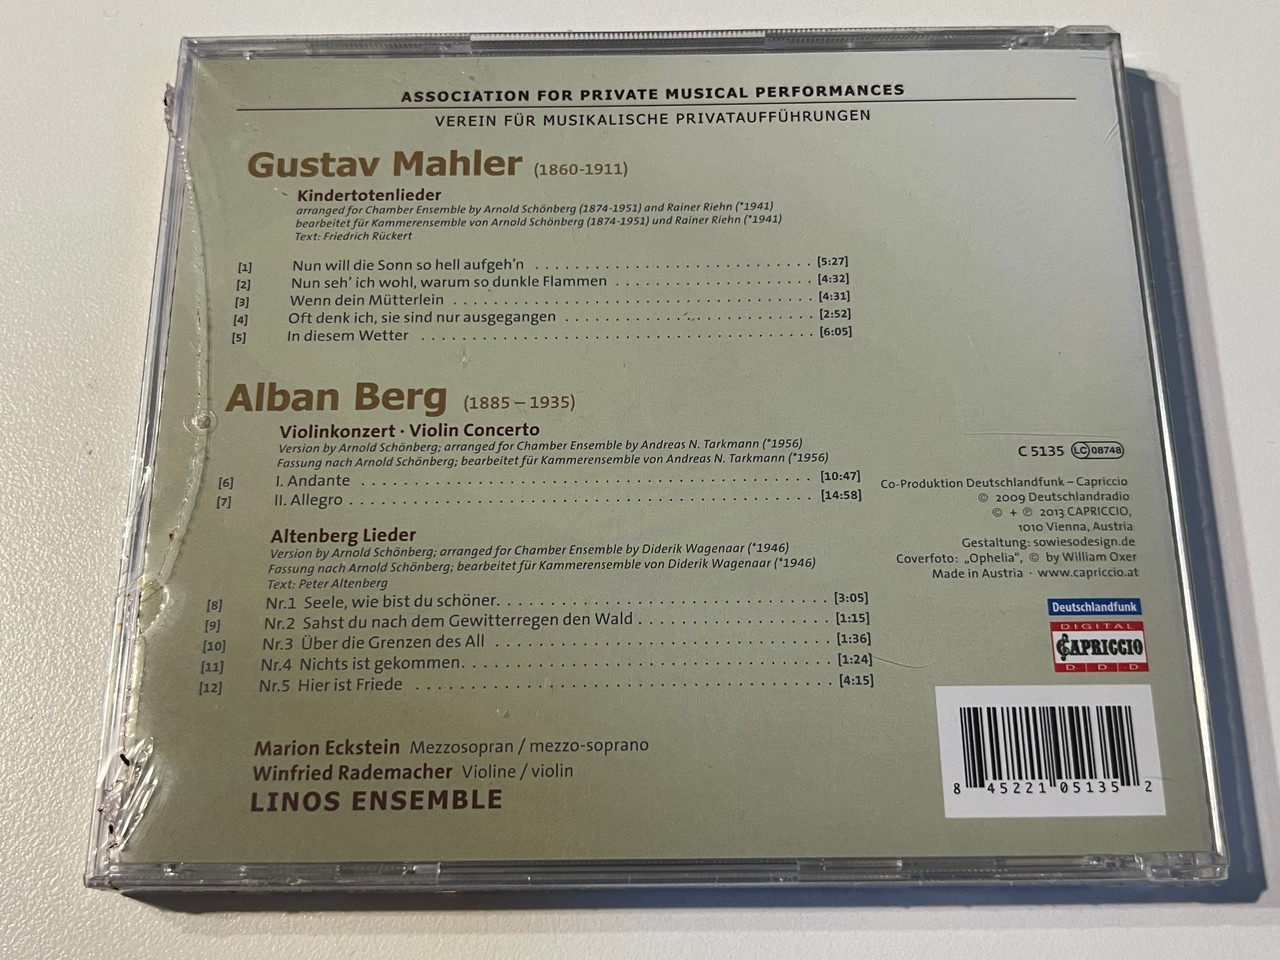 ASSOCIATION FOR PRIVATE MUSICAL PERFORMANCES
VEREIN FÜR MUSIKALISCHE PRIVATAUFFÜHRUNGEN
Gustav Mahler (1860-1911)
Kindertotenlieder
arranged for Chamber Ensemble by Arnold Schönberg (1874-1951) and Rainer Riehn (*1941)
bearbeitet für Kammerensemble von Arnold Schönberg (1874-1951) und Rainer Riehn (*1941)
Text: Friedrich Rückert
[1] Nun will die Sonn so hell aufgeh'n [5:27]
[2] Nun seh' ich wohl, warum so dunkle Flammen [4:32]
[3] Wenn dein Mütterlein [4:31]
[4] Oft denk ich, sie sind nur ausgegangen [2:52]
[5] In diesem Wetter [6:05]
Alban Berg (1885 – 1935)
Violinkonzert · Violin Concerto
Version by Arnold Schönberg; arranged for Chamber Ensemble by Andreas N. Tarkmann (*1956)
Fassung nach Arnold Schönberg; bearbeitet für Kammerensemble von Andreas N. Tarkmann (*1956)
[6] I. Andante [10:47]
[7] II. Allegro [14:58]
Altenberg Lieder
Version by Arnold Schönberg; arranged for Chamber Ensemble by Diderik Wagenaar (*1946)
Fassung nach Arnold Schönberg; bearbeitet für Kammerensemble von Diderik Wagenaar (*1946)
Text: Peter Altenberg
[8] Nr.1 Seele, wie bist du schöner. [3:05]
[9] Nr.2 Sahst du nach dem Gewitterregen den Wald [1:15]
[10] Nr.3 Über die Grenzen des All [1:36]
[11] Nr.4 Nichts ist gekommen. [1:24]
[12] Nr.5 Hier ist Friede [4:15]
Marion Eckstein Mezzosopran / mezzo-soprano
Winfried Rademacher Violine / violin
LINOS ENSEMBLE
C 5135 LC 08748
Co-Produktion Deutschlandfunk – Capriccio
© 2009 Deutschlandradio
© + ℗ 2013 CAPRICCIO,
1010 Vienna, Austria
Gestaltung: sowiesodesign.de
Coverfoto: „Ophelia", © by William Oxer
Made in Austria · www.capriccio.at
Deutschlandfunk
DIGITAL
CAPRICCIO
D D D
8 45221 05135 2